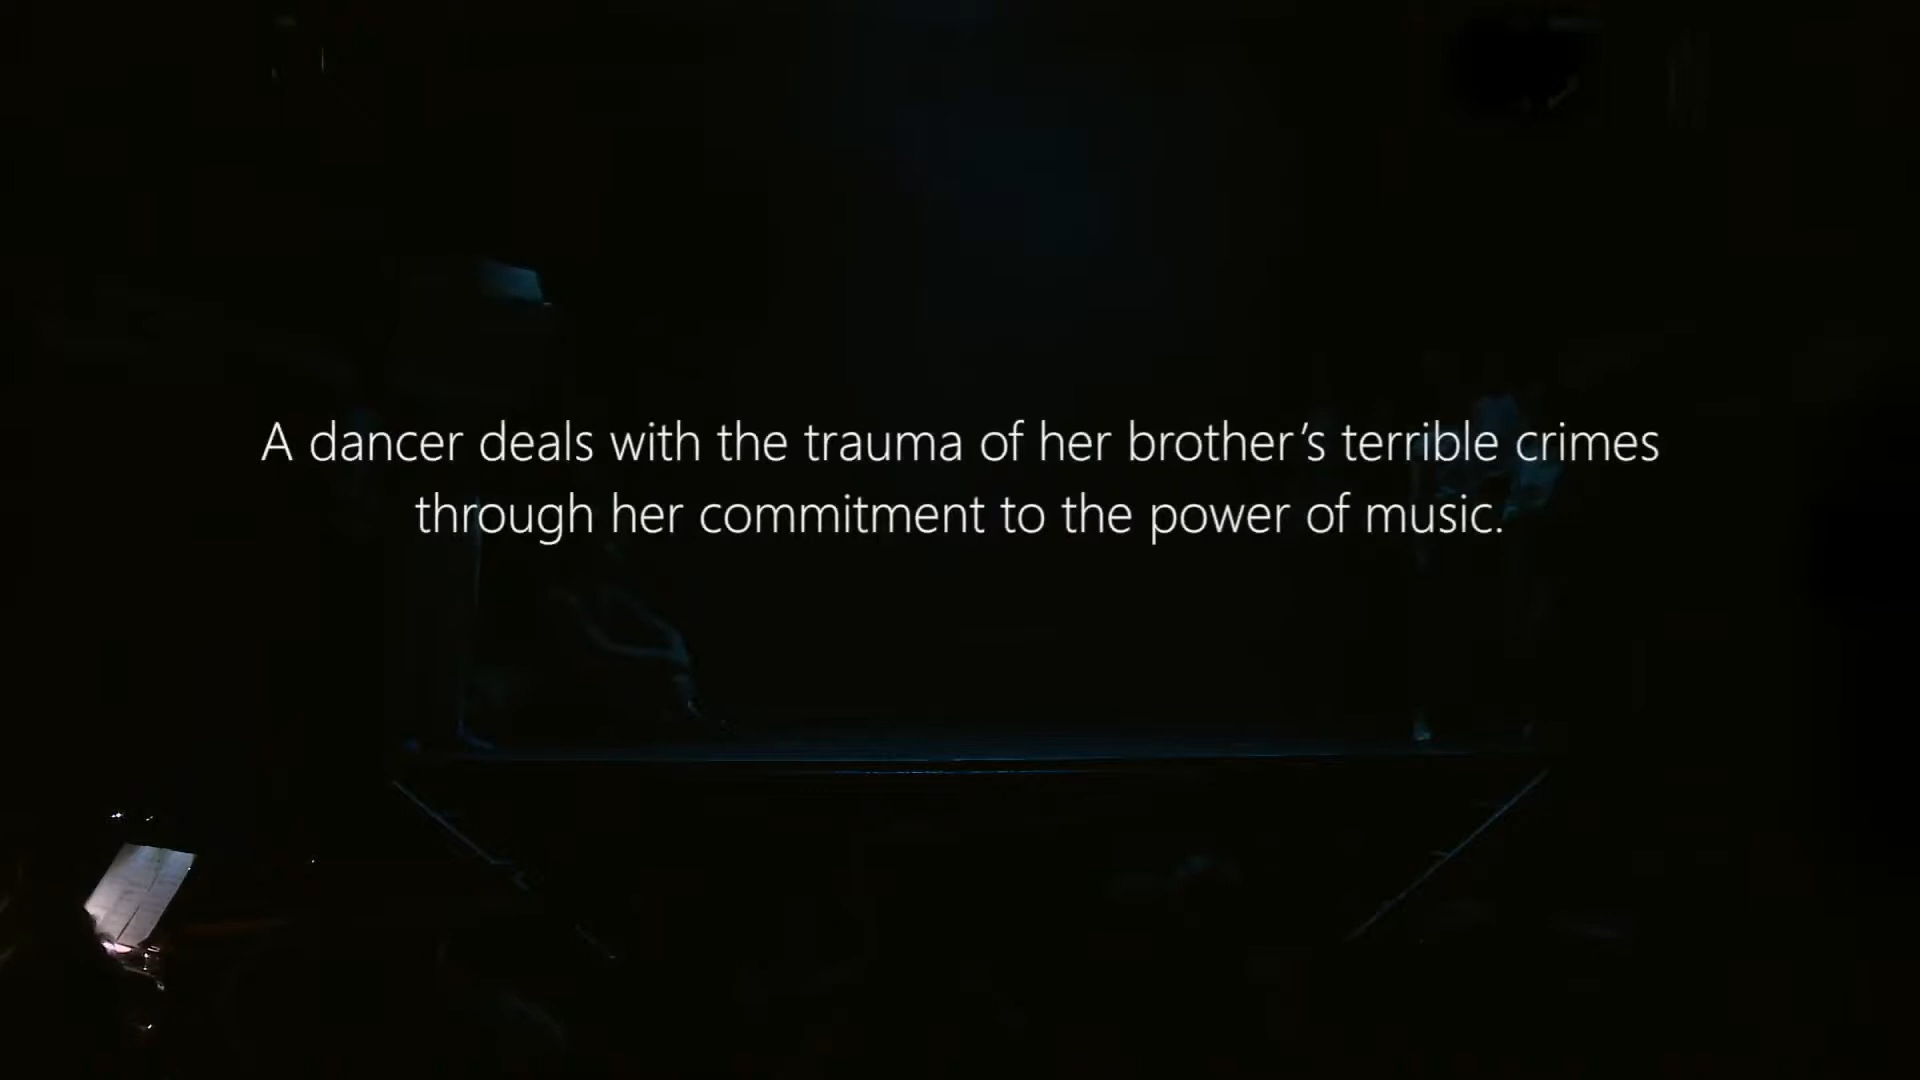 A dancer deals with the trauma of her brother’s terrible crimes
through her commitment to the power of music.